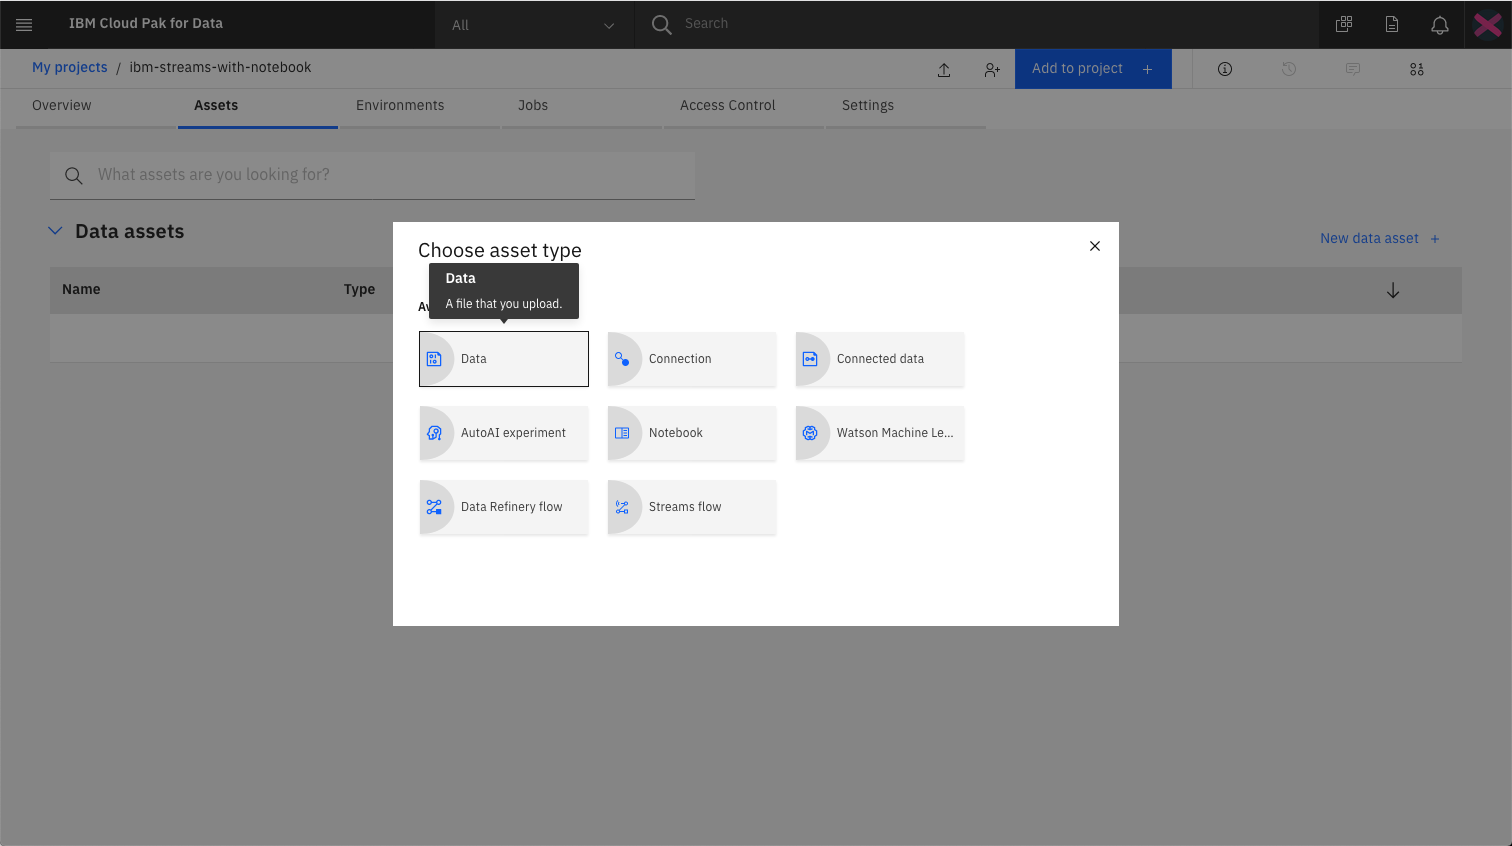 IBM Cloud Pak for Data
All
Search
My projects / ibm-streams-with-notebook
Add to project +
Overview
Assets
Environments
Jobs
Access Control
Settings
What assets are you looking for?
Data assets
New data asset +
Name
Type
Choose asset type
Data
A file that you upload.
Data
Connection
Connected data
AutoAI experiment
Notebook
Watson Machine Le...
Data Refinery flow
Streams flow